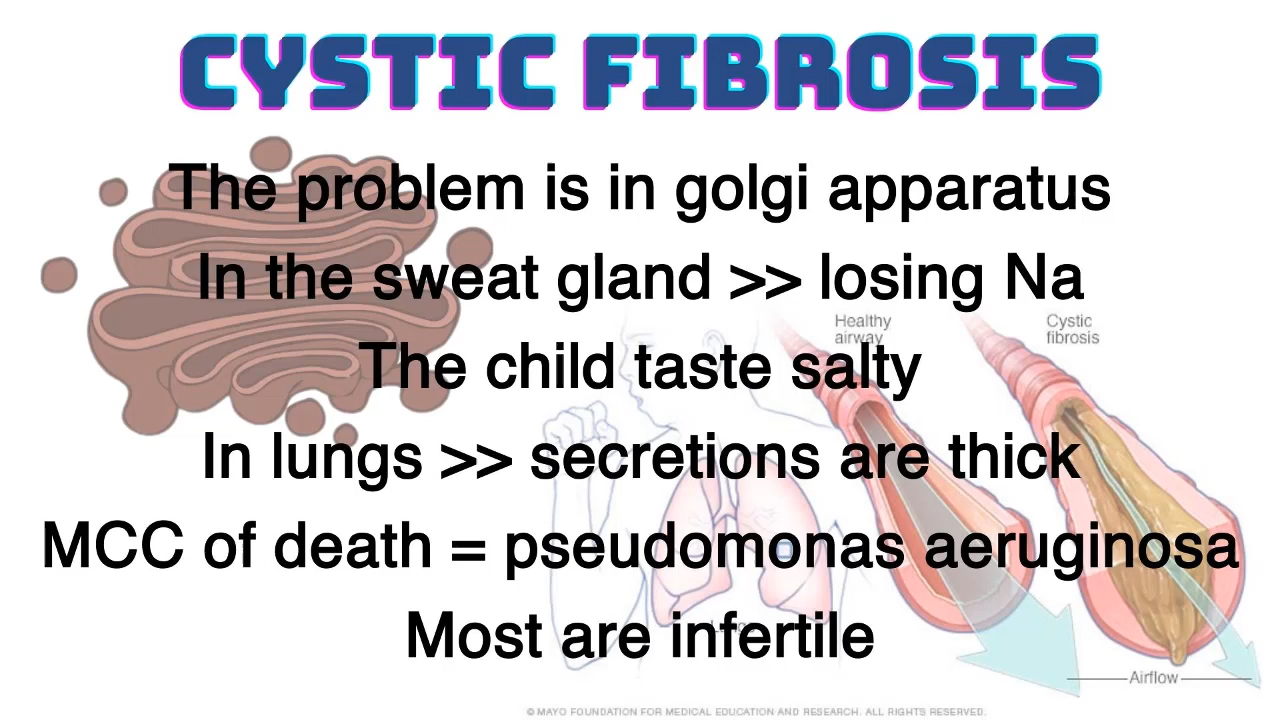 CYSTIC FIBROSIS
The problem is in golgi apparatus
In the sweat gland >> losing Na
Healthy airway
Cystic fibrosis
The child taste salty
In lungs >> secretions are thick
MCC of death = pseudomonas aeruginosa
Most are infertile
Airflow
© MAYO FOUNDATION FOR MEDICAL EDUCATION AND RESEARCH. ALL RIGHTS RESERVED.